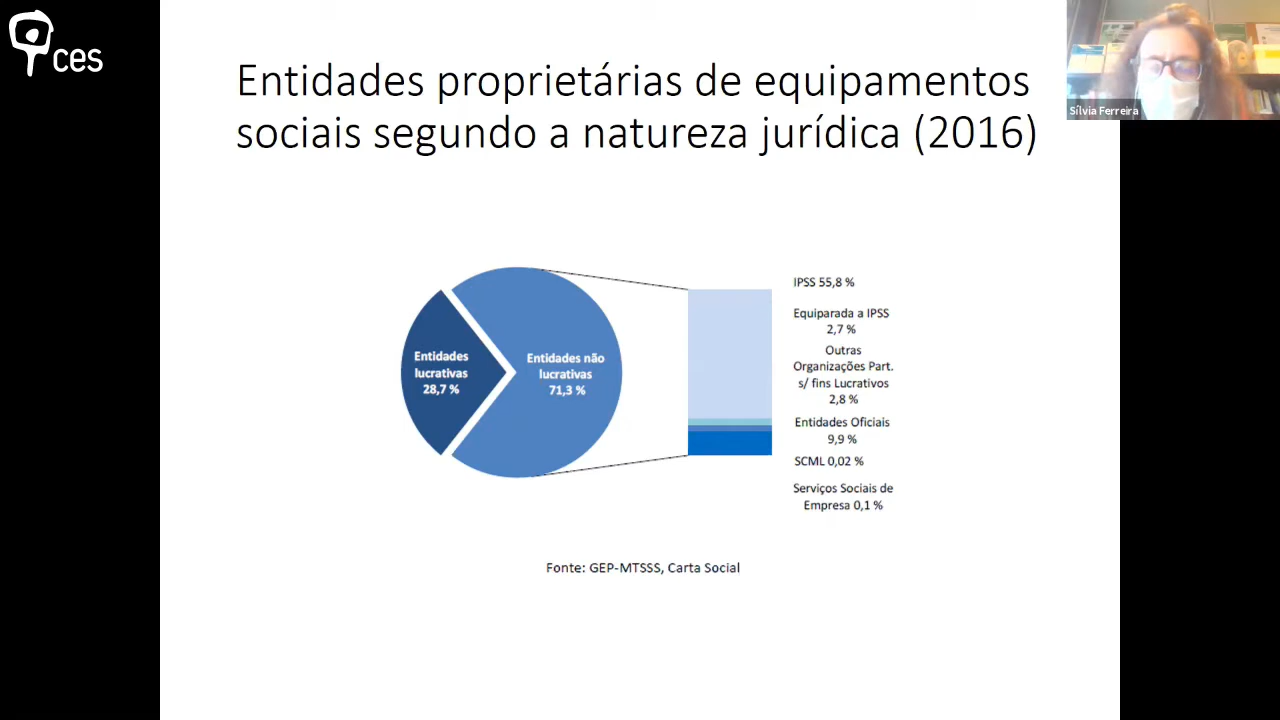 ces
Entidades proprietárias de equipamentos
sociais segundo a natureza jurídica (2016)
Sílvia Ferreira
Entidades
lucrativas
28,7 %
Entidades não
lucrativas
71,3 %
IPSS 55,8 %
Equiparada a IPSS
2,7 %
Outras
Organizações Part.
s/ fins Lucrativos
2,8 %
Entidades Oficiais
9,9 %
SCML 0,02 %
Serviços Sociais de
Empresa 0,1 %
Fonte: GEP-MTSSS, Carta Social